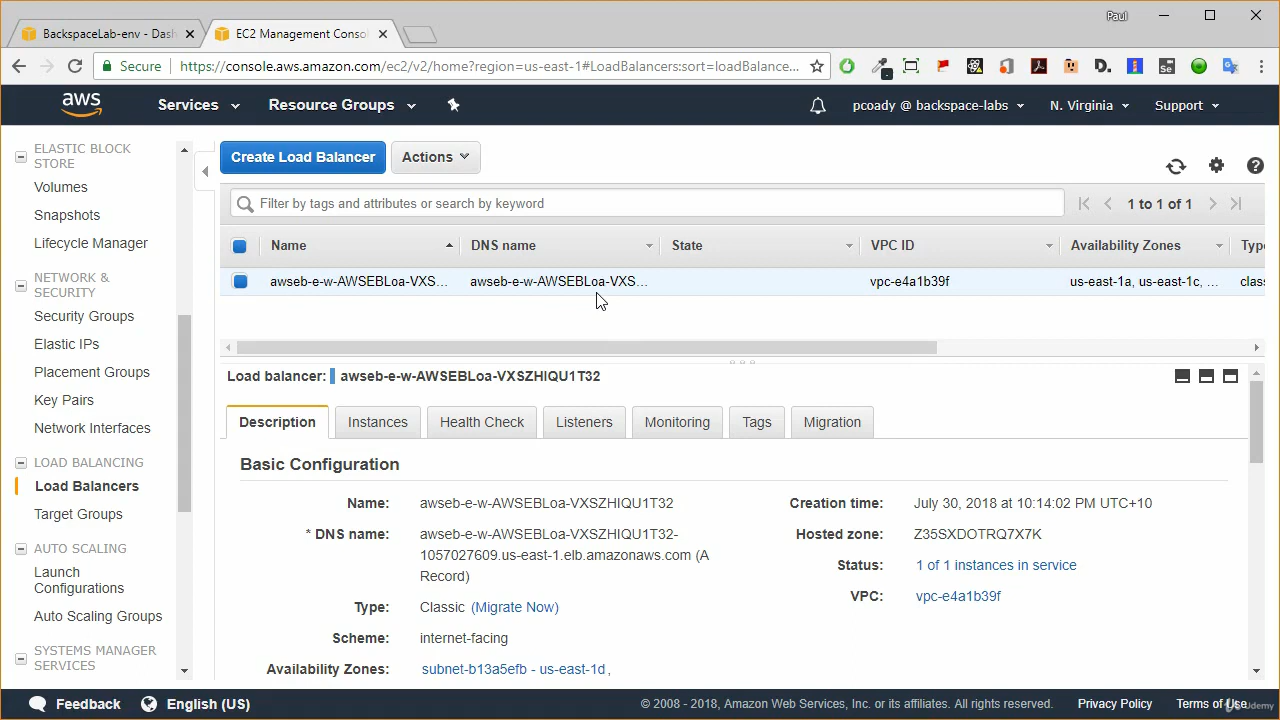 Paul
BackspaceLab-env - Dash
EC2 Management Conso
Secure
https://console.aws.amazon.com/ec2/v2/home?region=us-east-1#LoadBalancers:sort=loadBalance...
aws
Services
Resource Groups
pcoady @ backspace-labs
N. Virginia
Support
ELASTIC BLOCK
STORE
Volumes
Snapshots
Lifecycle Manager
NETWORK &
SECURITY
Security Groups
Elastic IPs
Placement Groups
Key Pairs
Network Interfaces
LOAD BALANCING
Load Balancers
Target Groups
AUTO SCALING
Launch
Configurations
Auto Scaling Groups
SYSTEMS MANAGER
SERVICES
Create Load Balancer
Actions
Filter by tags and attributes or search by keyword
1 to 1 of 1
Name
DNS name
State
VPC ID
Availability Zones
Type
awseb-e-w-AWSEBLoa-VXS...
awseb-e-w-AWSEBLoa-VXS...
vpc-e4a1b39f
us-east-1a, us-east-1c, ...
class
Load balancer:
awseb-e-w-AWSEBLoa-VXSZHIQU1T32
Description
Instances
Health Check
Listeners
Monitoring
Tags
Migration
Basic Configuration
Name:
awseb-e-w-AWSEBLoa-VXSZHIQU1T32
* DNS name:
awseb-e-w-AWSEBLoa-VXSZHIQU1T32-
1057027609.us-east-1.elb.amazonaws.com (A
Record)
Type:
Classic (Migrate Now)
Scheme:
internet-facing
Availability Zones:
subnet-b13a5efb - us-east-1d,
Creation time:
July 30, 2018 at 10:14:02 PM UTC+10
Hosted zone:
Z35SXDOTRQ7X7K
Status:
1 of 1 instances in service
VPC:
vpc-e4a1b39f
Feedback
English (US)
© 2008 - 2018, Amazon Web Services, Inc. or its affiliates. All rights reserved.
Privacy Policy
Terms of Use
Udemy